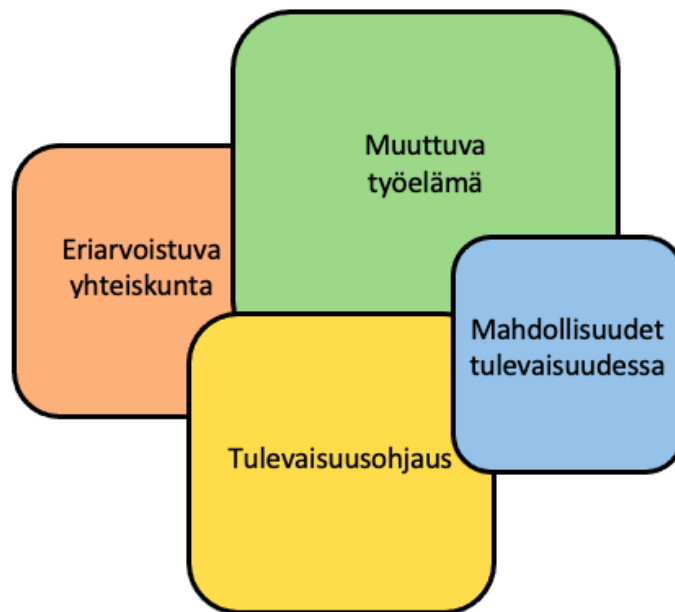 Muuttuva
työelämä
Eriarvoistuva
yhteiskunta
Mahdollisuudet
tulevaisuudessa
Tulevaisuusohjaus